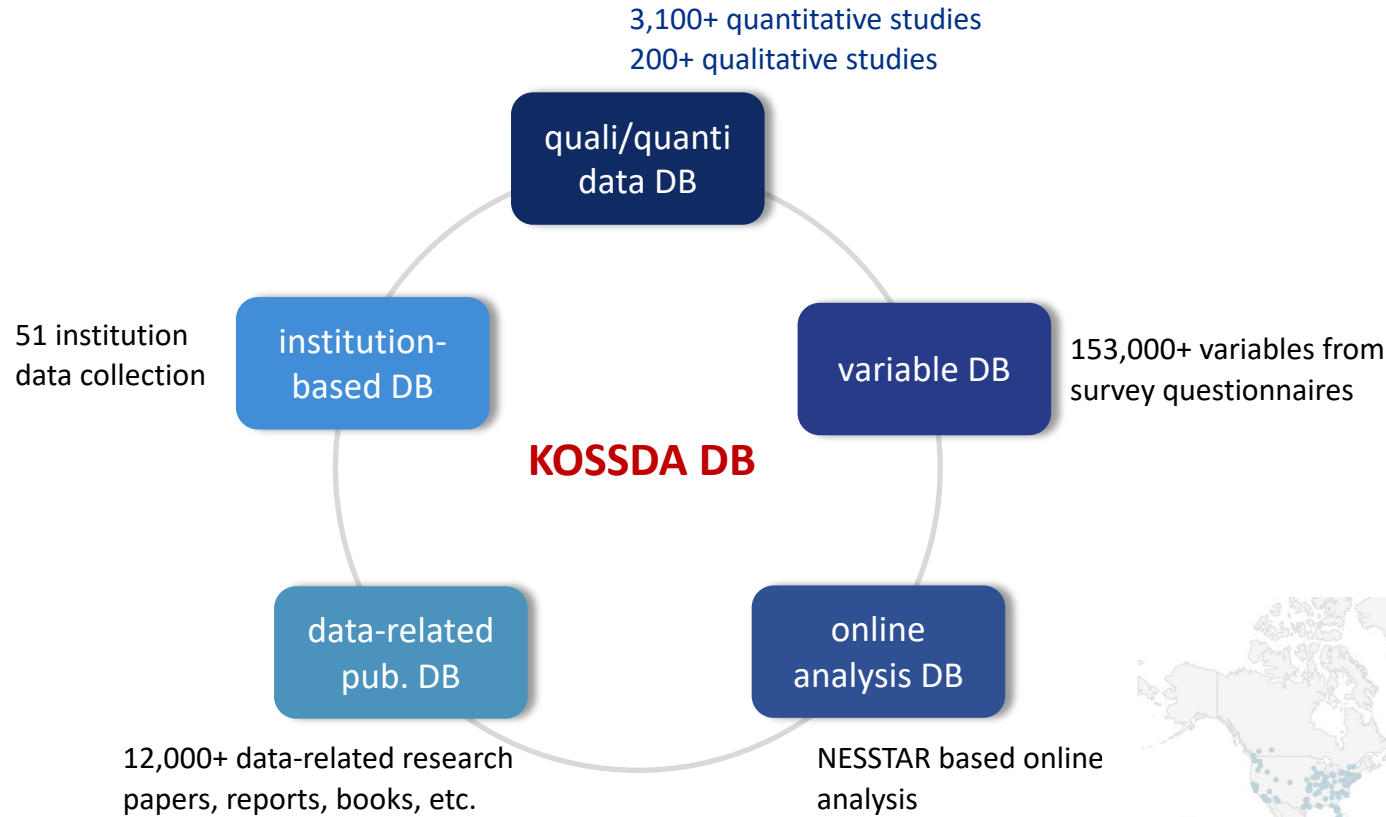 3,100+ quantitative studies
200+ qualitative studies
quali/quanti
data DB
51 institution
data collection
institution-
based DB
variable DB
153,000+ variables from
survey questionnaires
KOSSDA DB
data-related
pub. DB
online
analysis DB
12,000+ data-related research
papers, reports, books, etc.
NESSTAR based online
analysis